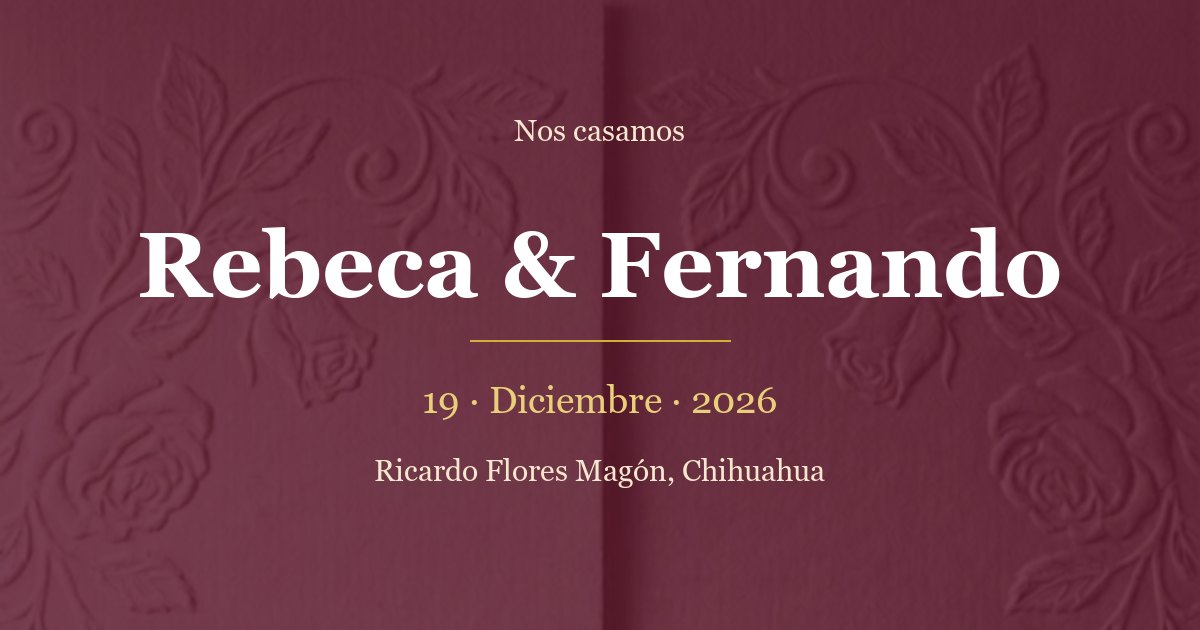 Nos casamos
Rebeca & Fernando
19 · Diciembre · 2026
Ricardo Flores Magón, Chihuahua